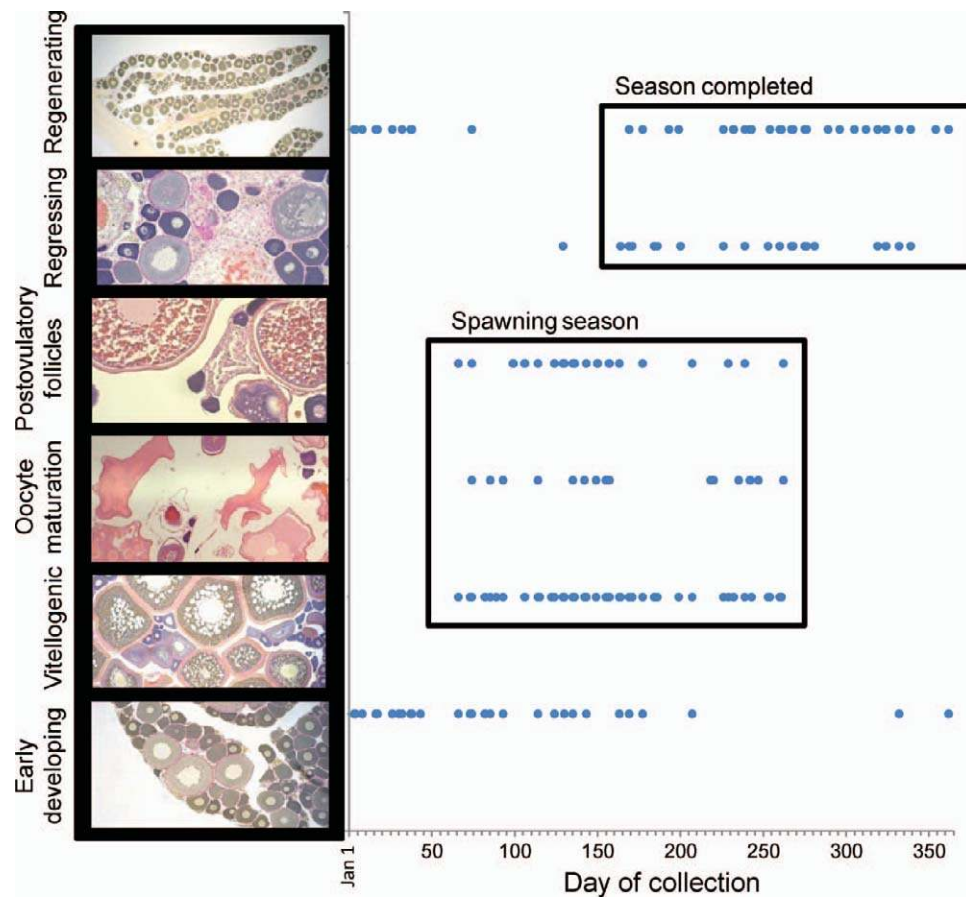 Regenerating
Season completed
Regressing
Postovulatory
follicles
Spawning season
Oocyte
maturation
Vitellogenic
Early
developing
Jan 1 50 100 150 200 250 300 350
Day of collection